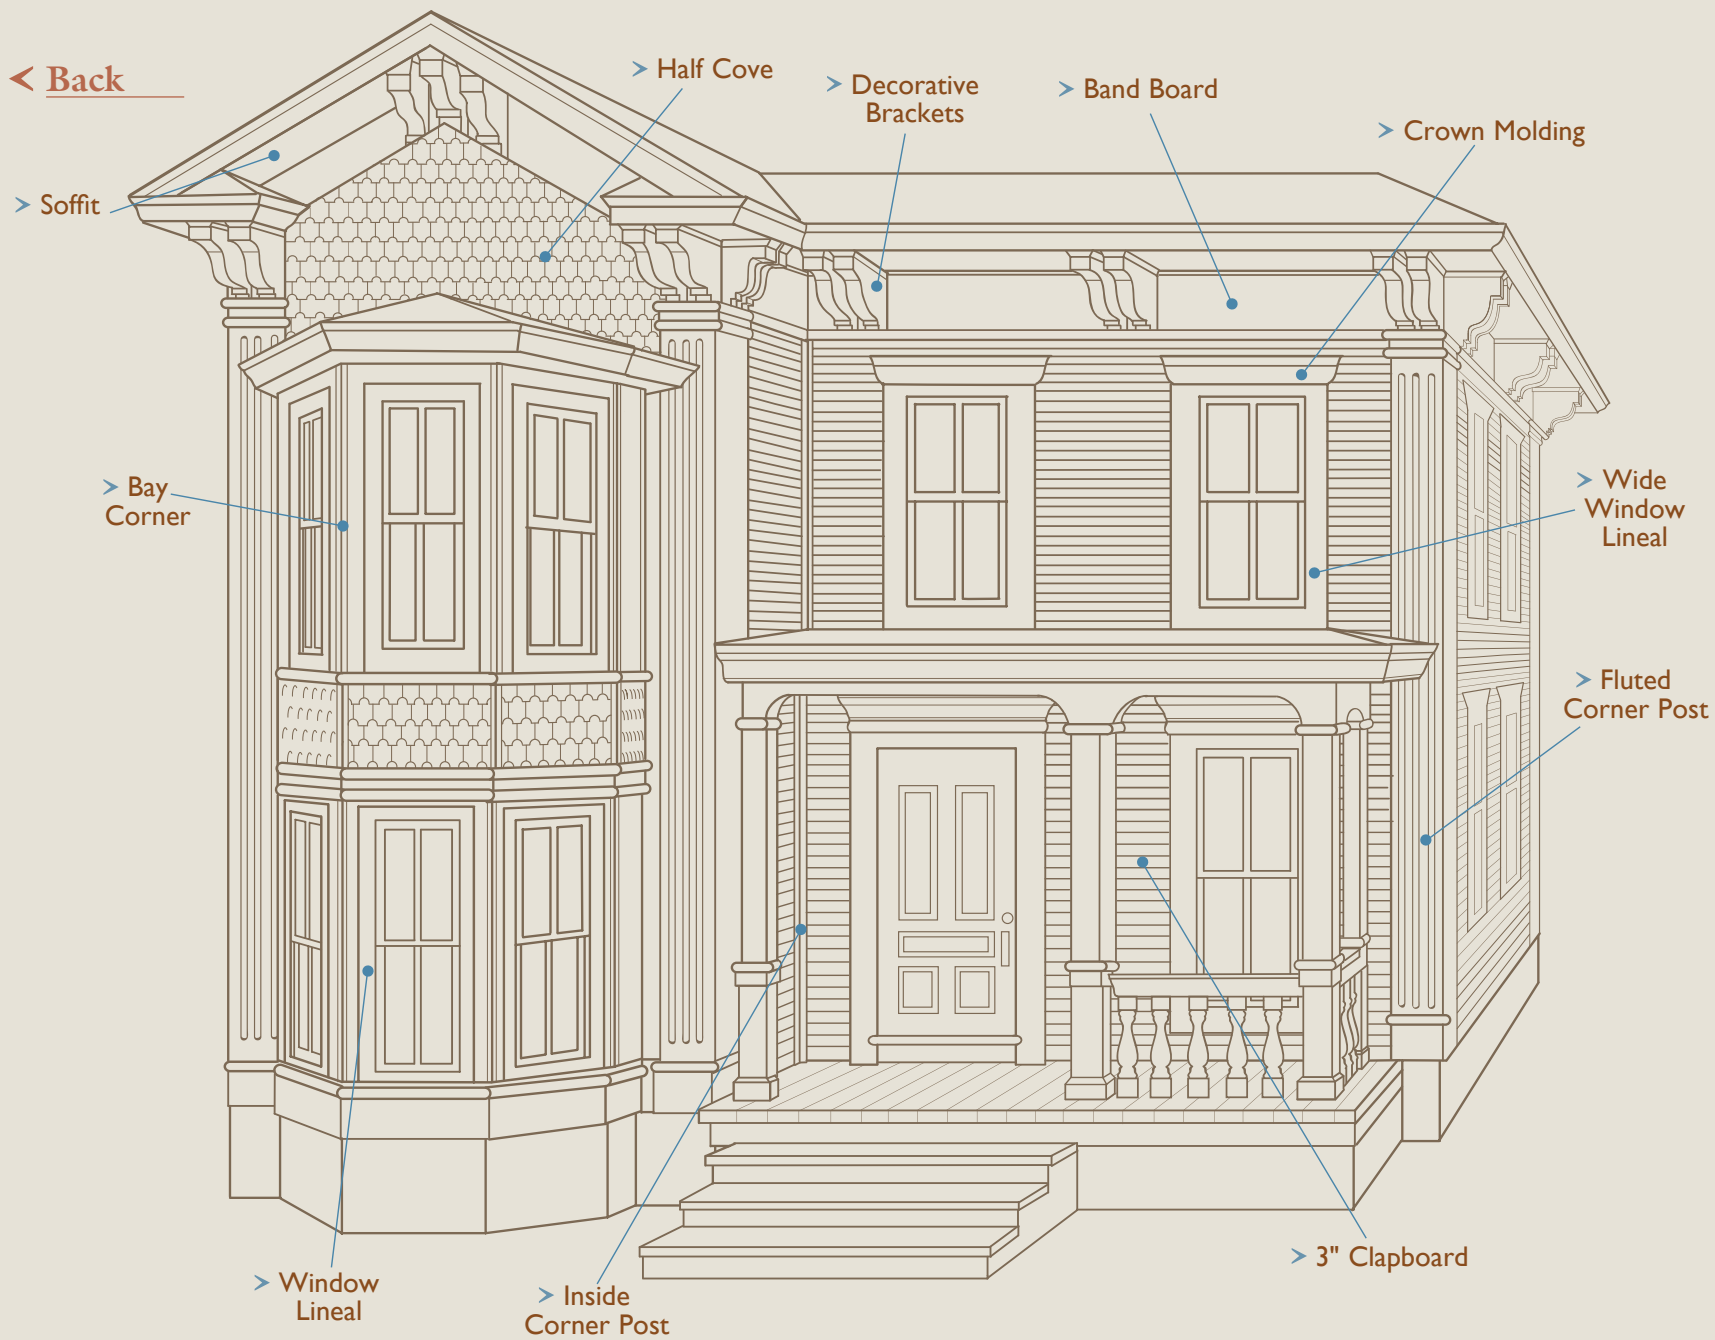 Back
Half Cove
Decorative
Brackets
Band Board
Crown Molding
Soffit
Bay
Corner
Wide
Window
Lineal
Fluted
Corner Post
3" Clapboard
Window
Lineal
Inside
Corner Post